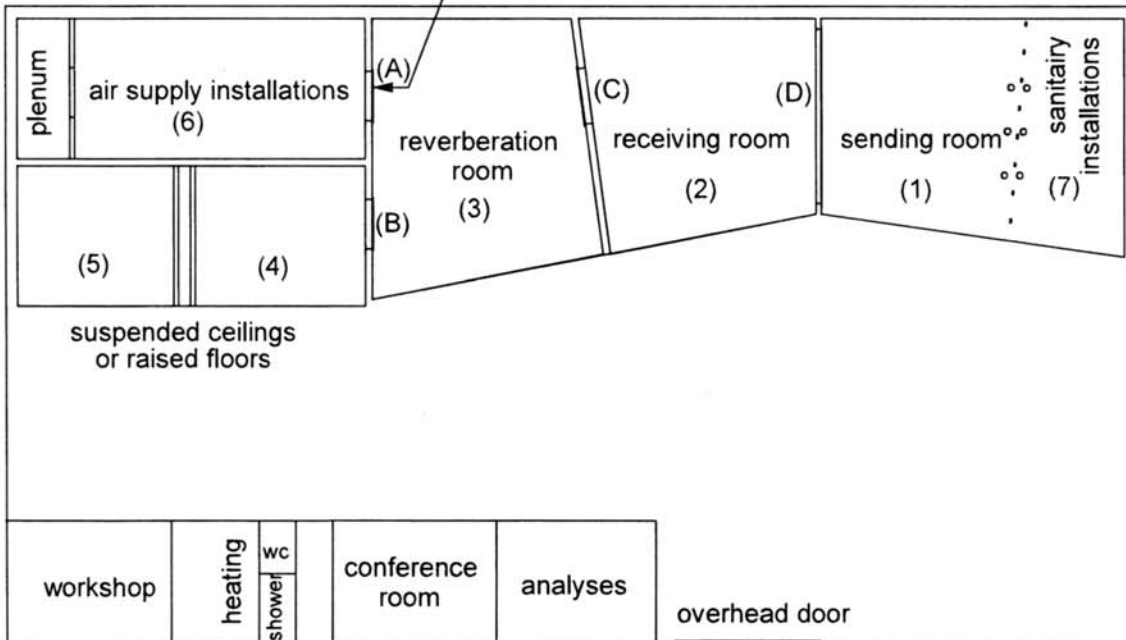 plenum
air supply installations
(6)
(A)
reverberation
room
(3)
(C)
receiving room
(2)
(D)
sending room
(1)
sanitairy
installations
(7)
(5)
(4)
(B)
suspended ceilings
or raised floors
workshop
heating
wc
shower
conference
room
analyses
overhead door